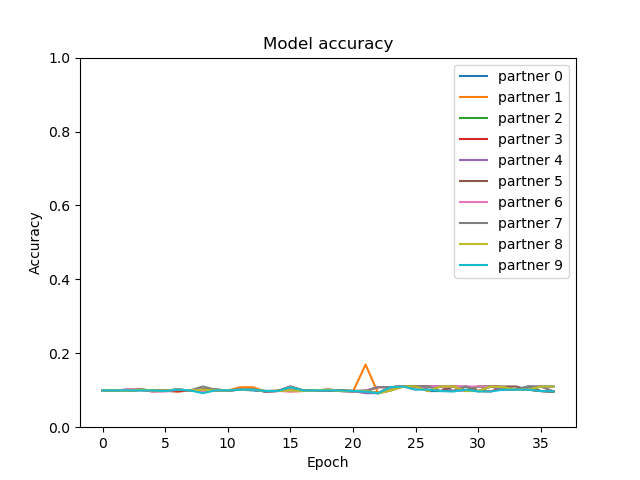 Model accuracy
1.0
0.8
0.6
0.4
0.2
0.0
Accuracy
0 5 10 15 20 25 30 35
Epoch
partner 0
partner 1
partner 2
partner 3
partner 4
partner 5
partner 6
partner 7
partner 8
partner 9